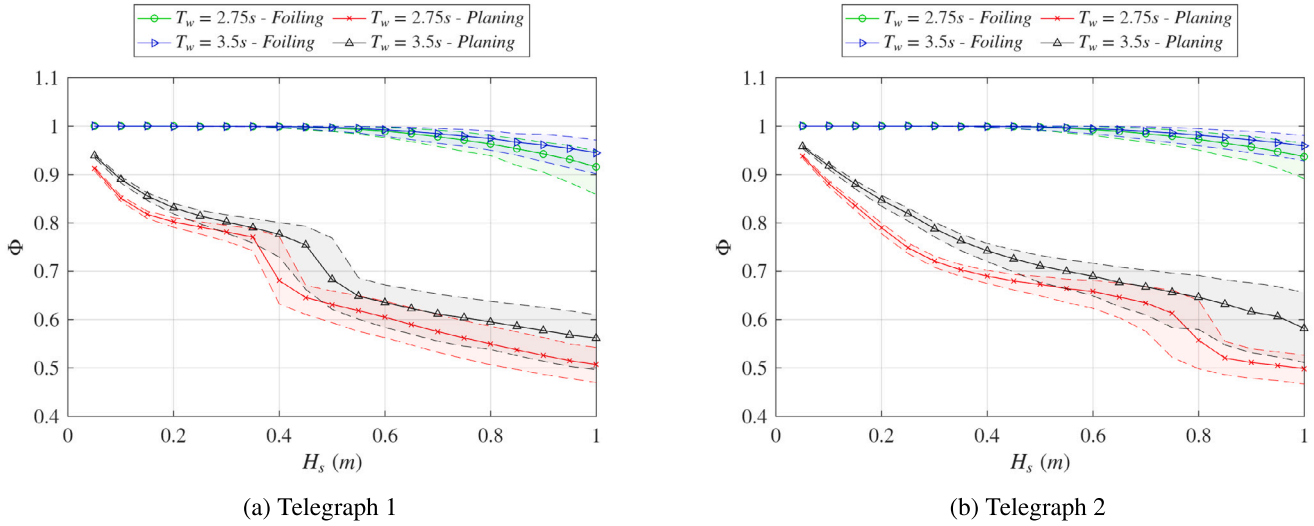 T_w = 2.75s - Foiling T_w = 2.75s - Planing
T_w = 3.5s - Foiling T_w = 3.5s - Planing
1.1
1
0.9
0.8
0.7
0.6
0.5
0.4
Φ
0 0.2 0.4 0.6 0.8 1
H_s (m)
(a) Telegraph 1
T_w = 2.75s - Foiling T_w = 2.75s - Planing
T_w = 3.5s - Foiling T_w = 3.5s - Planing
1.1
1
0.9
0.8
0.7
0.6
0.5
0.4
Φ
0 0.2 0.4 0.6 0.8 1
H_s (m)
(b) Telegraph 2